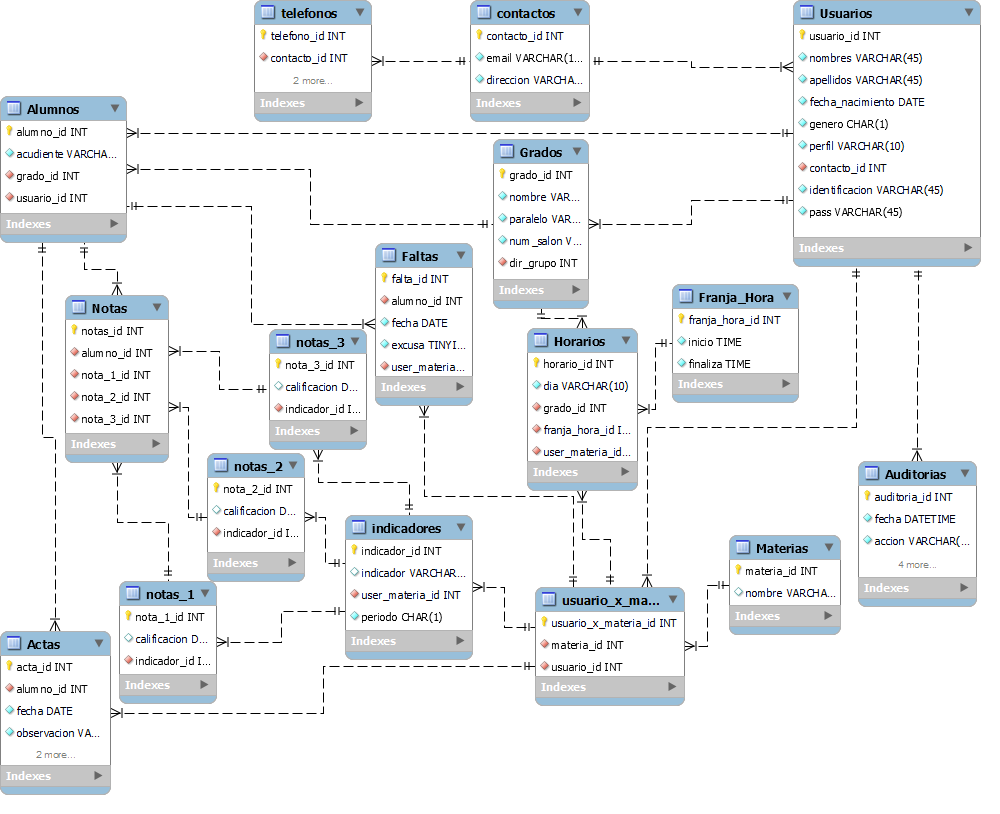 telefonos
telefono_id INT
contacto_id INT
2 more...
Indexes
contactos
contacto_id INT
email VARCHAR(1...
direccion VARCHA...
Indexes
Usuarios
usuario_id INT
nombres VARCHAR(45)
apellidos VARCHAR(45)
fecha_nacimiento DATE
genero CHAR(1)
perfil VARCHAR(10)
contacto_id INT
identificacion VARCHAR(45)
pass VARCHAR(45)
Indexes
Alumnos
alumno_id INT
acudiente VARCHA...
grado_id INT
usuario_id INT
Indexes
Grados
grado_id INT
nombre VAR...
paralelo VAR...
num_salon V...
dir_grupo INT
Indexes
Faltas
falta_id INT
alumno_id INT
fecha DATE
excusa TINYI...
user_materia...
Indexes
Franja_Hora
franja_hora_id INT
inicio TIME
finaliza TIME
Indexes
Notas
notas_id INT
alumno_id INT
nota_1_id INT
nota_2_id INT
nota_3_id INT
Indexes
notas_3
nota_3_id INT
calificacion D...
indicador_id I...
Indexes
Horarios
horario_id INT
dia VARCHAR(10)
grado_id INT
franja_hora_id I...
user_materia_id...
Indexes
notas_2
nota_2_id INT
calificacion D...
indicador_id I...
Indexes
Auditorias
auditoria_id INT
fecha DATETIME
accion VARCHAR(...
4 more...
Indexes
indicadores
indicador_id INT
indicador VARCHAR...
user_materia_id INT
periodo CHAR(1)
Indexes
Materias
materia_id INT
nombre VARCHA...
Indexes
notas_1
nota_1_id INT
calificacion D...
indicador_id I...
Indexes
usuario_x_ma...
usuario_x_materia_id INT
materia_id INT
usuario_id INT
Indexes
Actas
acta_id INT
alumno_id INT
fecha DATE
observacion VA...
2 more...
Indexes